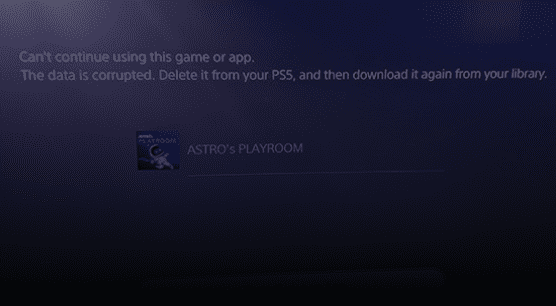 Can't continue using this game or app.
The data is corrupted. Delete it from your PS5, and then download it again from your library.
PLAYROOM
ASTRO's PLAYROOM